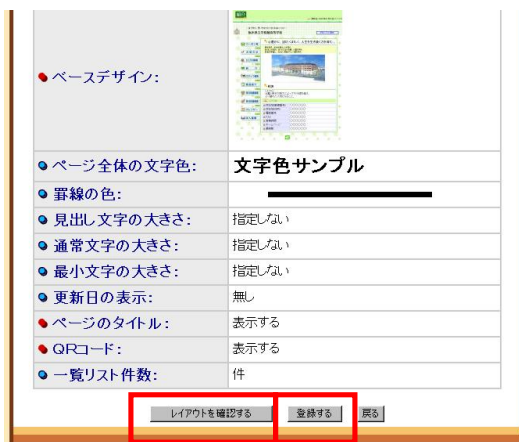 ベースデザイン:
ページ全体の文字色: 文字色サンプル
罫線の色:
見出し文字の大きさ: 指定しない
通常文字の大きさ: 指定しない
最小文字の大きさ: 指定しない
更新日の表示: 無し
ページのタイトル: 表示する
QRコード: 表示する
一覧リスト件数: 件
レイアウトを確認する 登録する 戻る